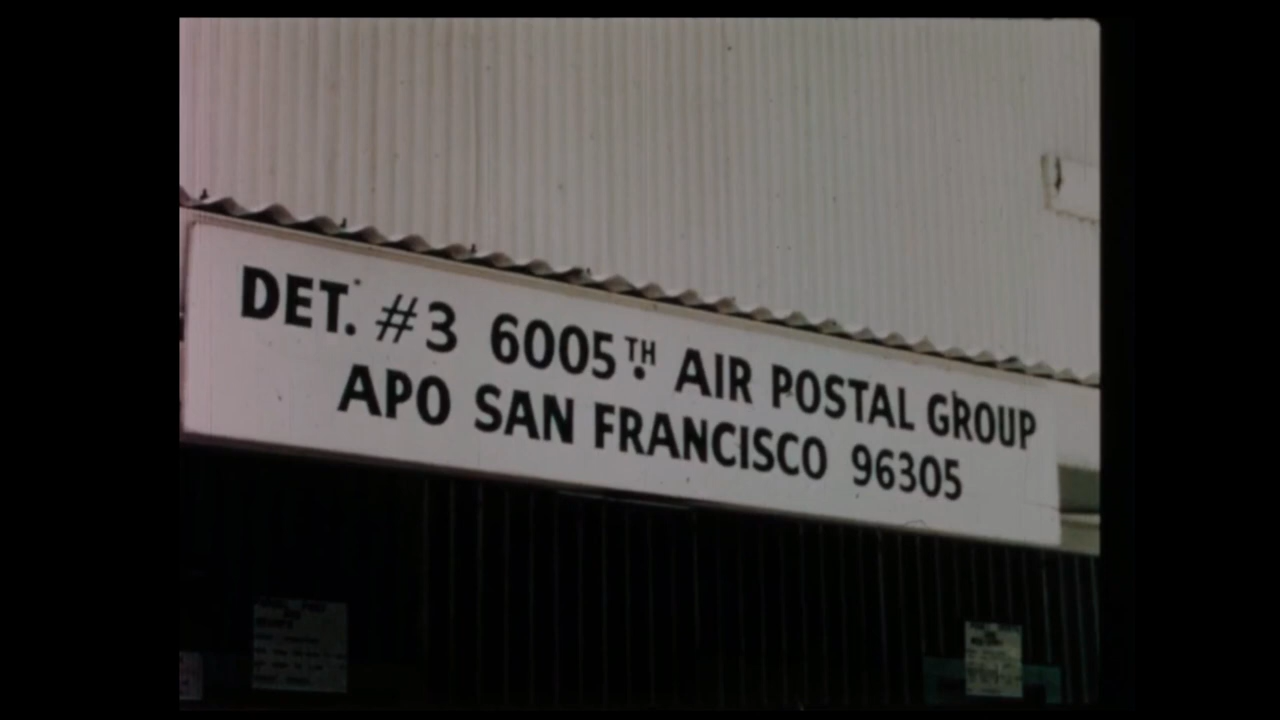 DET. #3 6005TH AIR POSTAL GROUP
APO SAN FRANCISCO 96305